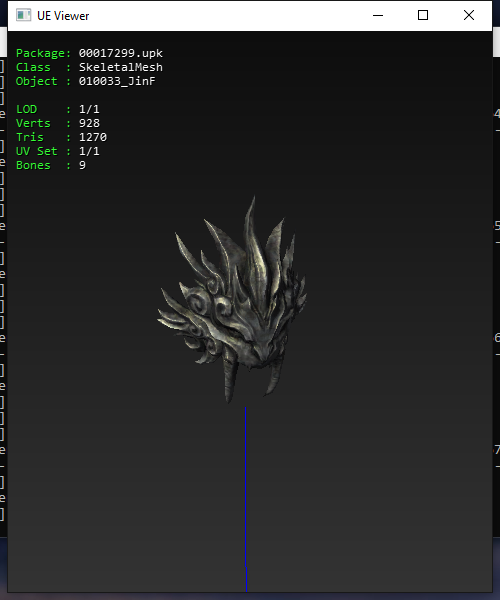 UE Viewer
Package: 00017299.upk
Class : SkeletalMesh
Object : 010033_JinF
LOD : 1/1
Verts : 928
Tris : 1270
UV Set : 1/1
Bones : 9